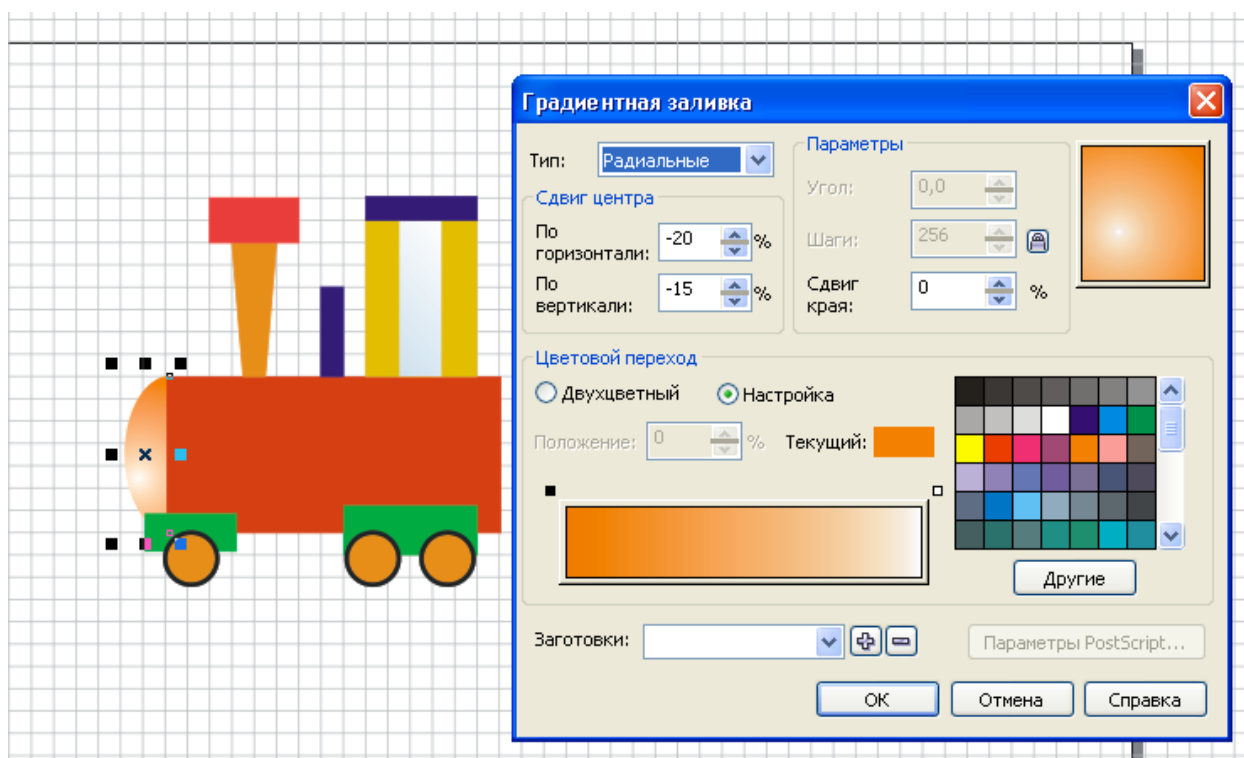 Градиентная заливка
Тип: Радиальные
Сдвиг центра
По горизонтали: -20 %
По вертикали: -15 %
Параметры
Угол: 0,0
Шаги: 256
Сдвиг края: 0 %
Цветовой переход
Двухцветный Настройка
Положение: 0 % Текущий:
Другие
Заготовки: Параметры PostScript...
ОК Отмена Справка